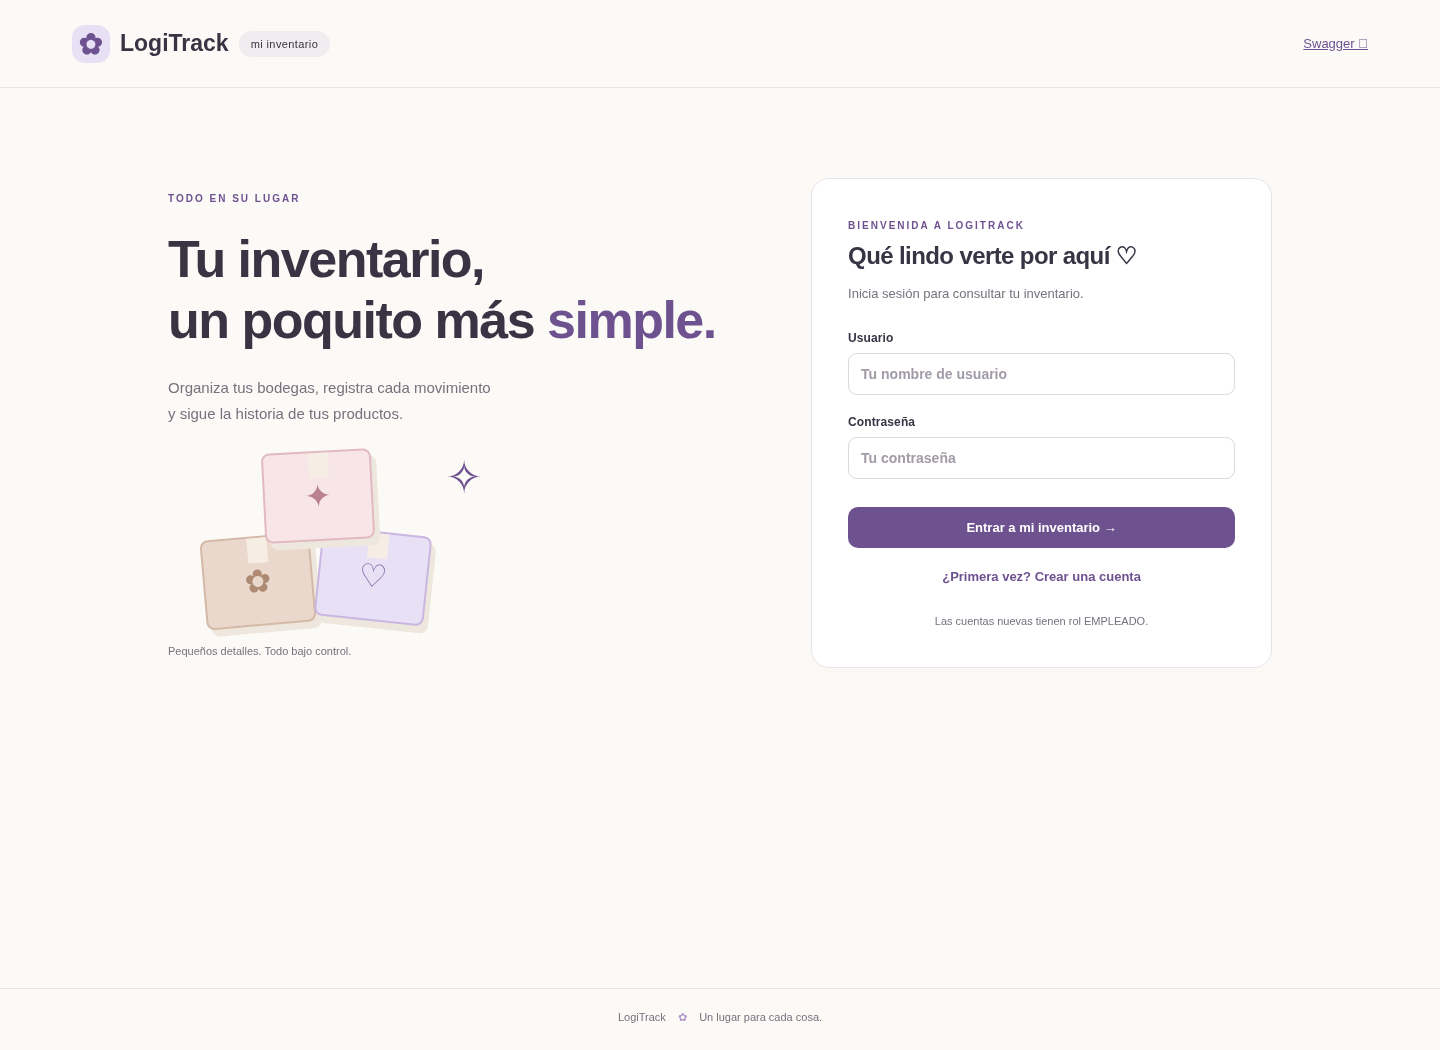 LogiTrack mi inventario
Swagger
TODO EN SU LUGAR
Tu inventario,
un poquito más simple.
Organiza tus bodegas, registra cada movimiento
y sigue la historia de tus productos.
Pequeños detalles. Todo bajo control.
BIENVENIDA A LOGITRACK
Qué lindo verte por aquí ♡
Inicia sesión para consultar tu inventario.
Usuario
Tu nombre de usuario
Contraseña
Tu contraseña
Entrar a mi inventario →
¿Primera vez? Crear una cuenta
Las cuentas nuevas tienen rol EMPLEADO.
LogiTrack ✿ Un lugar para cada cosa.